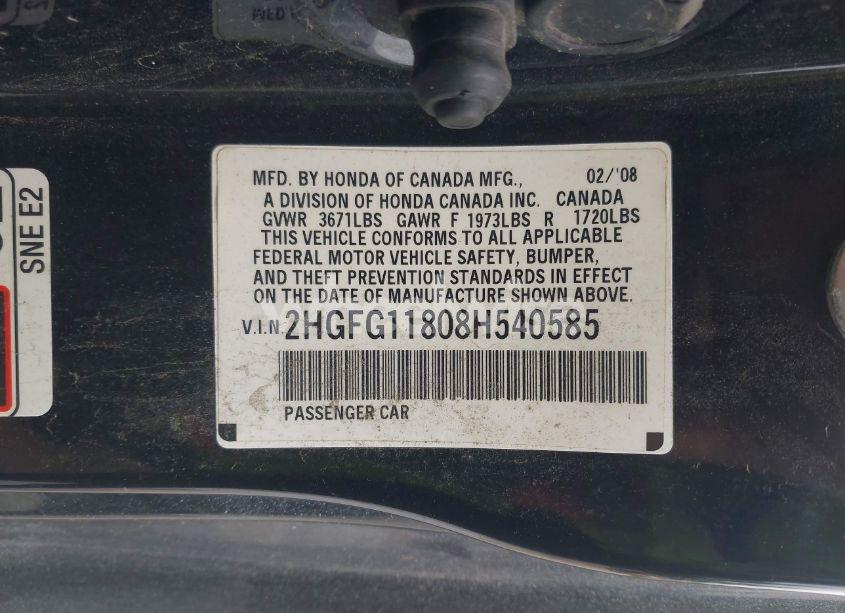 WED
SNE E2
MFD. BY HONDA OF CANADA MFG., 02/'08
A DIVISION OF HONDA CANADA INC. CANADA
GVWR 3671LBS GAWR F 1973LBS R 1720LBS
THIS VEHICLE CONFORMS TO ALL APPLICABLE
FEDERAL MOTOR VEHICLE SAFETY, BUMPER,
AND THEFT PREVENTION STANDARDS IN EFFECT
ON THE DATE OF MANUFACTURE SHOWN ABOVE.
V.I.N. 2HGFG11808H540585
PASSENGER CAR